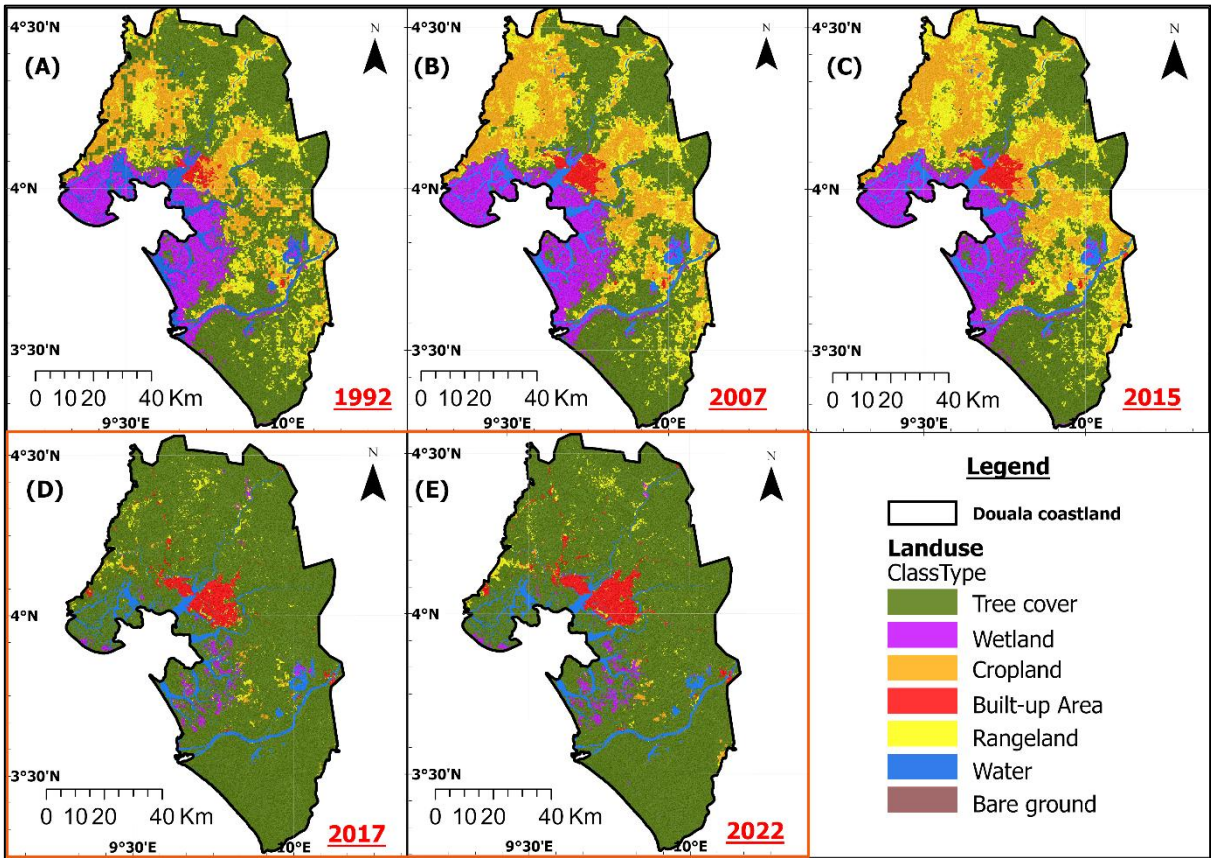 4°30'N
(A)
N
4°N
3°30'N
0 10 20 40 Km
1992
9°30'E
10°E
4°30'N
(B)
N
4°N
3°30'N
0 10 20 40 Km
2007
9°30'E
10°E
4°30'N
(C)
N
4°N
3°30'N
0 10 20 40 Km
2015
9°30'E
10°E
4°30'N
(D)
N
4°N
3°30'N
0 10 20 40 Km
2017
9°30'E
10°E
4°30'N
(E)
N
4°N
3°30'N
0 10 20 40 Km
2022
9°30'E
10°E
Legend
Douala coastland
Landuse
ClassType
Tree cover
Wetland
Cropland
Built-up Area
Rangeland
Water
Bare ground